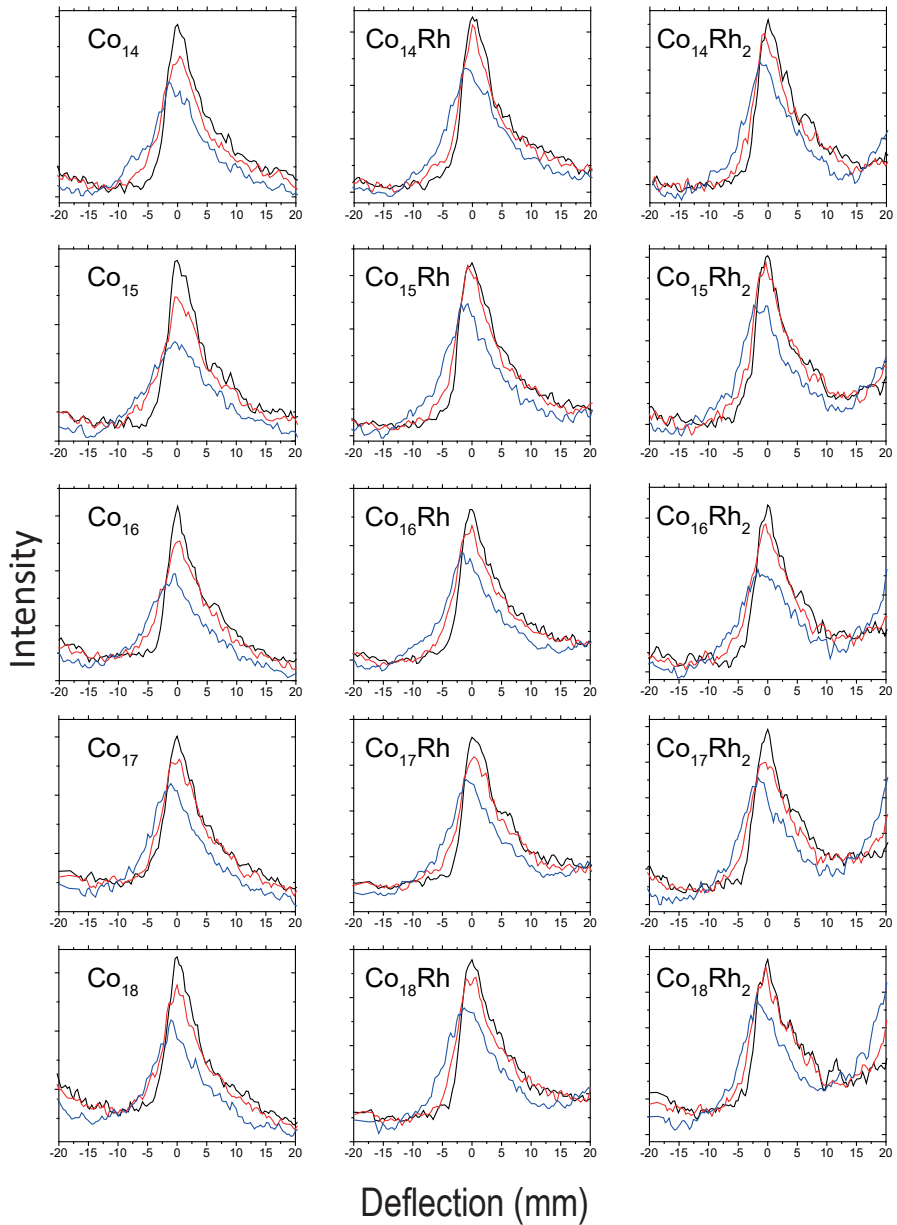 Co14 Co14Rh Co14Rh2
-20 -15 -10 -5 0 5 10 15 20 -20 -15 -10 -5 0 5 10 15 20 -20 -15 -10 -5 0 5 10 15 20
Co15 Co15Rh Co15Rh2
-20 -15 -10 -5 0 5 10 15 20 -20 -15 -10 -5 0 5 10 15 20 -20 -15 -10 -5 0 5 10 15 20
Co16 Co16Rh Co16Rh2
-20 -15 -10 -5 0 5 10 15 20 -20 -15 -10 -5 0 5 10 15 20 -20 -15 -10 -5 0 5 10 15 20
Intensity
Co17 Co17Rh Co17Rh2
-20 -15 -10 -5 0 5 10 15 20 -20 -15 -10 -5 0 5 10 15 20 -20 -15 -10 -5 0 5 10 15 20
Co18 Co18Rh Co18Rh2
-20 -15 -10 -5 0 5 10 15 20 -20 -15 -10 -5 0 5 10 15 20 -20 -15 -10 -5 0 5 10 15 20
Deflection (mm)